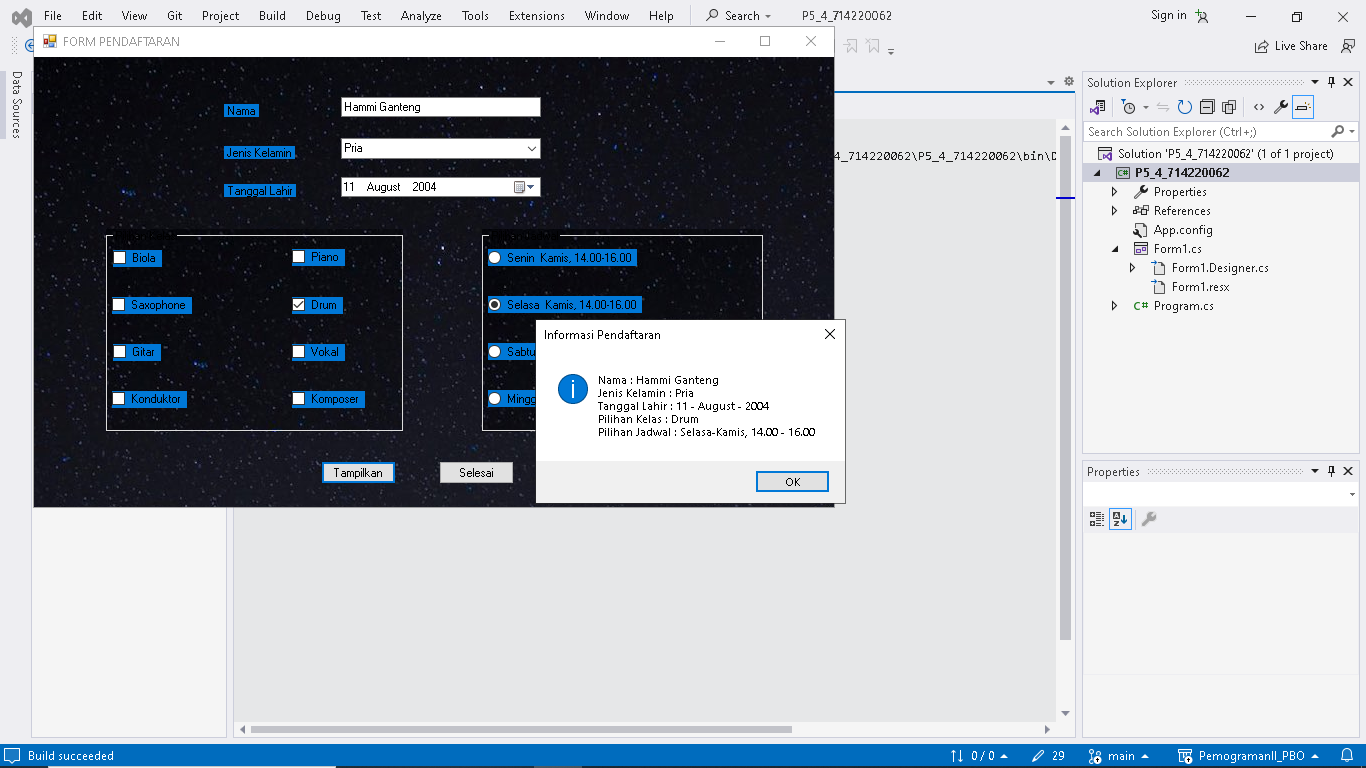 File Edit View Git Project Build Debug Test Analyze Tools Extensions Window Help Search P5_4_714220062 Sign in
Live Share
FORM PENDAFTARAN
Data Sources
Nama
Hammi Ganteng
Jenis Kelamin
Pria
Tanggal Lahir
11 August 2004
Biola
Piano
Saxophone
Drum
Gitar
Vokal
Konduktor
Komposer
Senin Kamis, 14.00-16.00
Selasa Kamis, 14.00-16.00
Sabtu
Mingg
Tampilkan
Selesai
Informasi Pendaftaran
Nama : Hammi Ganteng
Jenis Kelamin : Pria
Tanggal Lahir : 11 - August - 2004
Pilihan Kelas : Drum
Pilihan Jadwal : Selasa-Kamis, 14.00 - 16.00
OK
4_714220062\P5_4_714220062\bin\D
Solution Explorer
Search Solution Explorer (Ctrl+;)
Solution 'P5_4_714220062' (1 of 1 project)
C# P5_4_714220062
Properties
References
App.config
Form1.cs
Form1.Designer.cs
Form1.resx
C# Program.cs
Properties
Build succeeded
0 / 0
29
main
PemogramanII_PBO